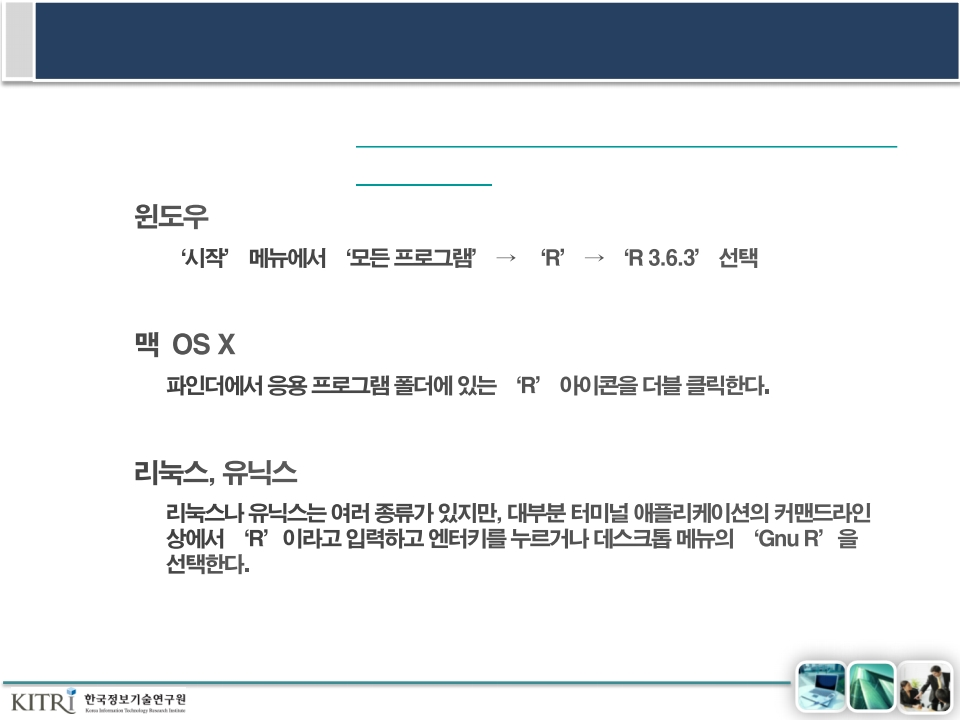 윈도우
‘시작’ 메뉴에서 ‘모든 프로그램’ → ‘R’ → ‘R 3.6.3’ 선택
맥 OS X
파인더에서 응용 프로그램 폴더에 있는 ‘R’ 아이콘을 더블 클릭한다.
리눅스, 유닉스
리눅스나 유닉스는 여러 종류가 있지만, 대부분 터미널 애플리케이션의 커맨드라인
상에서 ‘R’ 이라고 입력하고 엔터키를 누르거나 데스크톱 메뉴의 ‘Gnu R’ 을
선택한다.
KITRI 한국정보기술연구원
Korea Information Technology Research Institute